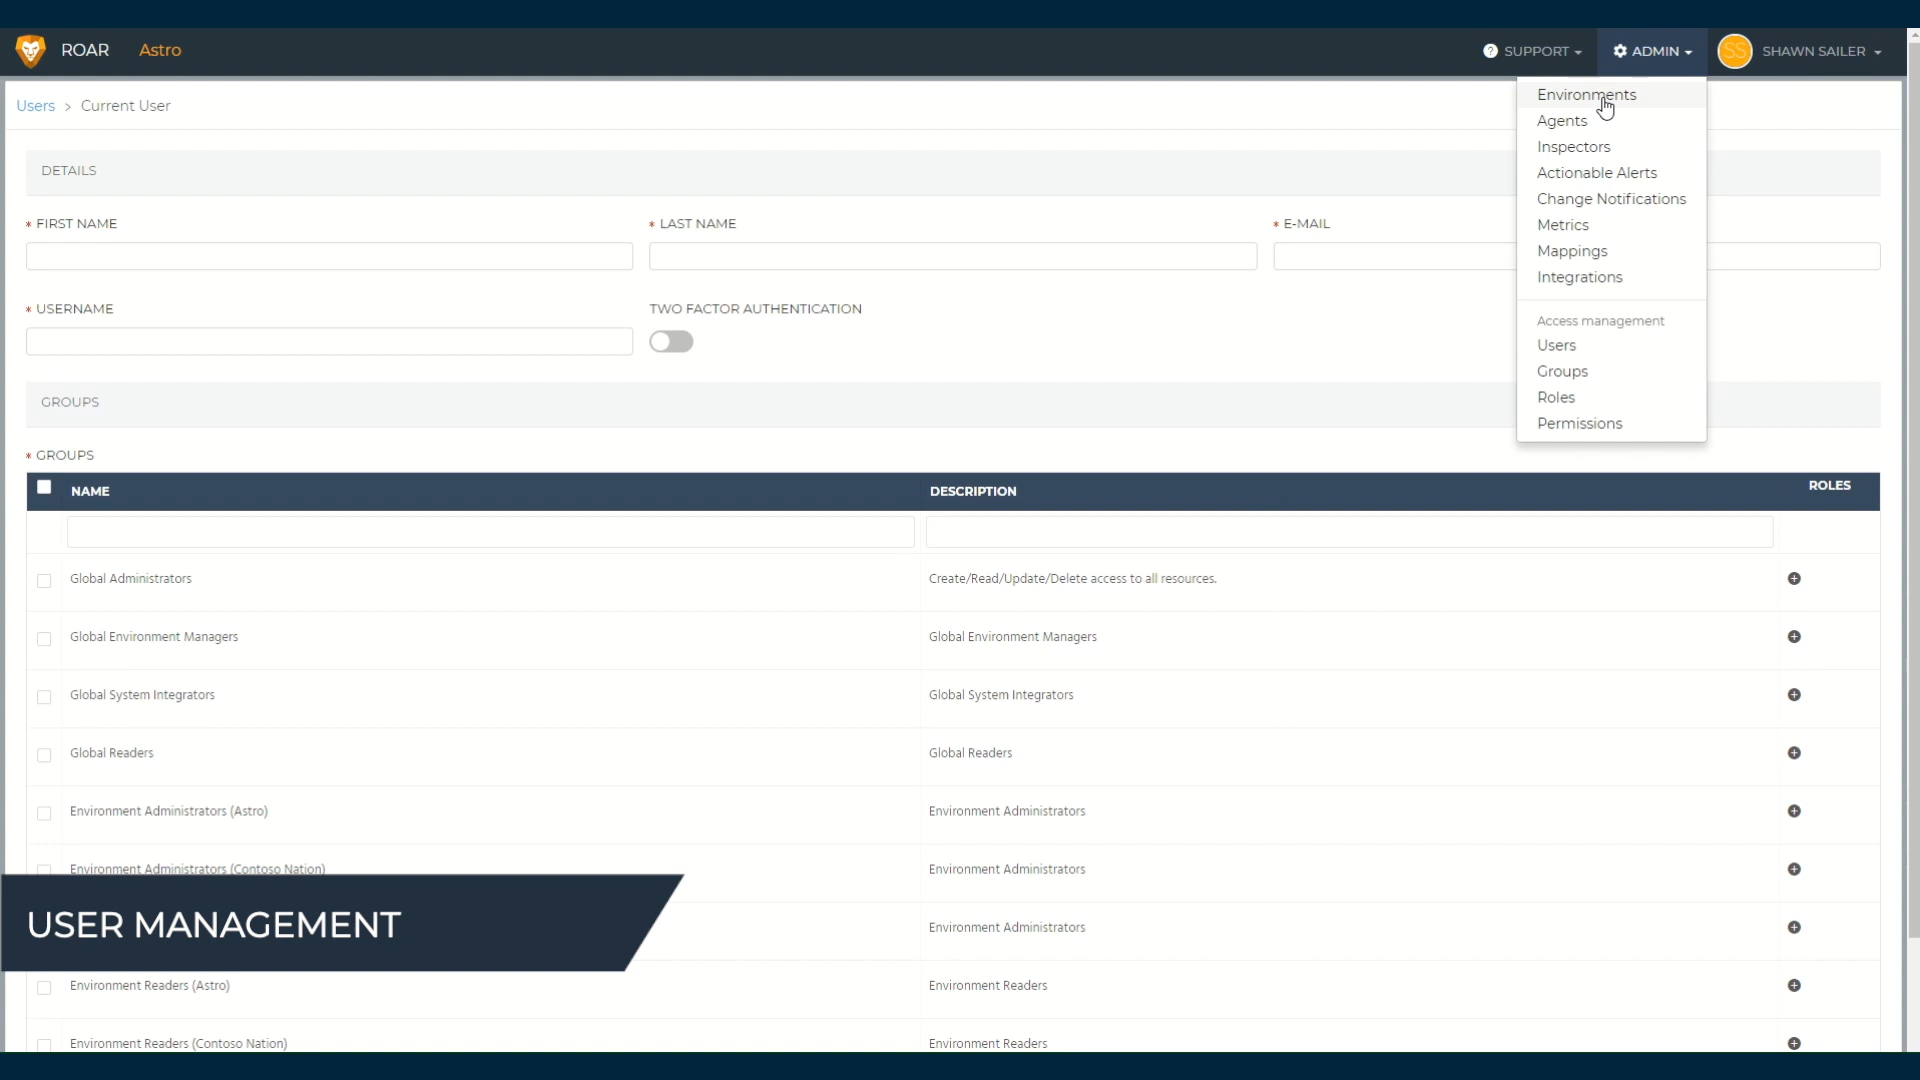 ROAR Astro ? SUPPORT ADMIN SS SHAWN SAILER
Users > Current User
Environments
Agents
Inspectors
Actionable Alerts
Change Notifications
Metrics
Mappings
Integrations
Access management
Users
Groups
Roles
Permissions
DETAILS
* FIRST NAME * LAST NAME * E-MAIL
* USERNAME TWO FACTOR AUTHENTICATION
GROUPS
* GROUPS
NAME DESCRIPTION ROLES
Global Administrators Create/Read/Update/Delete access to all resources.
Global Environment Managers Global Environment Managers
Global System Integrators Global System Integrators
Global Readers Global Readers
Environment Administrators (Astro) Environment Administrators
Environment Administrators (Contoso Nation) Environment Administrators
USER MANAGEMENT
Environment Administrators
Environment Readers (Astro) Environment Readers
Environment Readers (Contoso Nation) Environment Readers